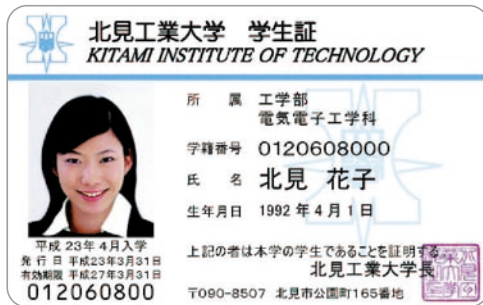 北見工業大学 学生証
KITAMI INSTITUTE OF TECHNOLOGY
所 属 工学部
電気電子工学科
学籍番号 0120608000
氏 名 北見 花子
生年月日 1992年4月1日
平成23年4月入学
発行日 平成23年3月31日
有効期限 平成27年3月31日
012060800
上記の者は本学の学生であることを証明する
北見工業大学長
〒090-8507 北見市公園町165番地